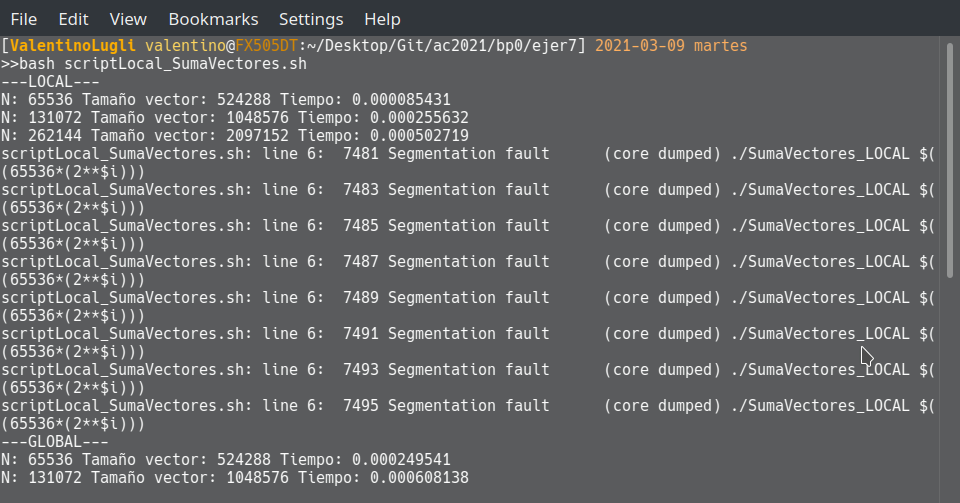 File Edit View Bookmarks Settings Help
[ValentinoLugli valentino@FX505DT:~/Desktop/Git/ac2021/bp0/ejer7] 2021-03-09 martes
>>bash scriptLocal_SumaVectores.sh
---LOCAL---
N: 65536 Tamaño vector: 524288 Tiempo: 0.000085431
N: 131072 Tamaño vector: 1048576 Tiempo: 0.000255632
N: 262144 Tamaño vector: 2097152 Tiempo: 0.000502719
scriptLocal_SumaVectores.sh: line 6:  7481 Segmentation fault      (core dumped) ./SumaVectores_LOCAL $(
(65536*(2**$i)))
scriptLocal_SumaVectores.sh: line 6:  7483 Segmentation fault      (core dumped) ./SumaVectores_LOCAL $(
(65536*(2**$i)))
scriptLocal_SumaVectores.sh: line 6:  7485 Segmentation fault      (core dumped) ./SumaVectores_LOCAL $(
(65536*(2**$i)))
scriptLocal_SumaVectores.sh: line 6:  7487 Segmentation fault      (core dumped) ./SumaVectores_LOCAL $(
(65536*(2**$i)))
scriptLocal_SumaVectores.sh: line 6:  7489 Segmentation fault      (core dumped) ./SumaVectores_LOCAL $(
(65536*(2**$i)))
scriptLocal_SumaVectores.sh: line 6:  7491 Segmentation fault      (core dumped) ./SumaVectores_LOCAL $(
(65536*(2**$i)))
scriptLocal_SumaVectores.sh: line 6:  7493 Segmentation fault      (core dumped) ./SumaVectores_LOCAL $(
(65536*(2**$i)))
scriptLocal_SumaVectores.sh: line 6:  7495 Segmentation fault      (core dumped) ./SumaVectores_LOCAL $(
(65536*(2**$i)))
---GLOBAL---
N: 65536 Tamaño vector: 524288 Tiempo: 0.000249541
N: 131072 Tamaño vector: 1048576 Tiempo: 0.000608138